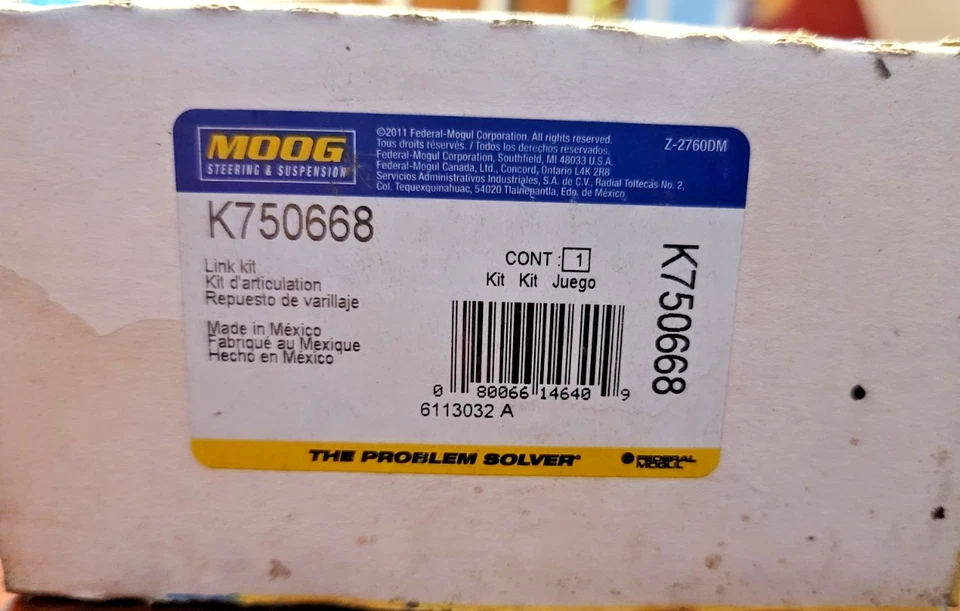 MOOG
STEERING & SUSPENSION
©2011 Federal-Mogul Corporation. All rights reserved.
Tous droits réservés. / Todos los derechos reservados.
Federal-Mogul Corporation, Southfield, MI 48033 U.S.A.
Federal-Mogul Canada, Ltd., Concord, Ontario L4K 2R8
Servicios Administrativos Industriales, S.A. de C.V., Radial Toltecas No. 2,
Col. Tequexquinahuac, 54020 Tlalnepantla, Edo. de México
Z-2760DM
K750668
Link kit
Kit d'articulation
Repuesto de varillaje
Made in México
Fabriqué au Mexique
Hecho en México
CONT : 1
Kit Kit Juego
0 80066 14640 9
6113032 A
K750668
THE PROBLEM SOLVER®
FEDERAL
MOGUL